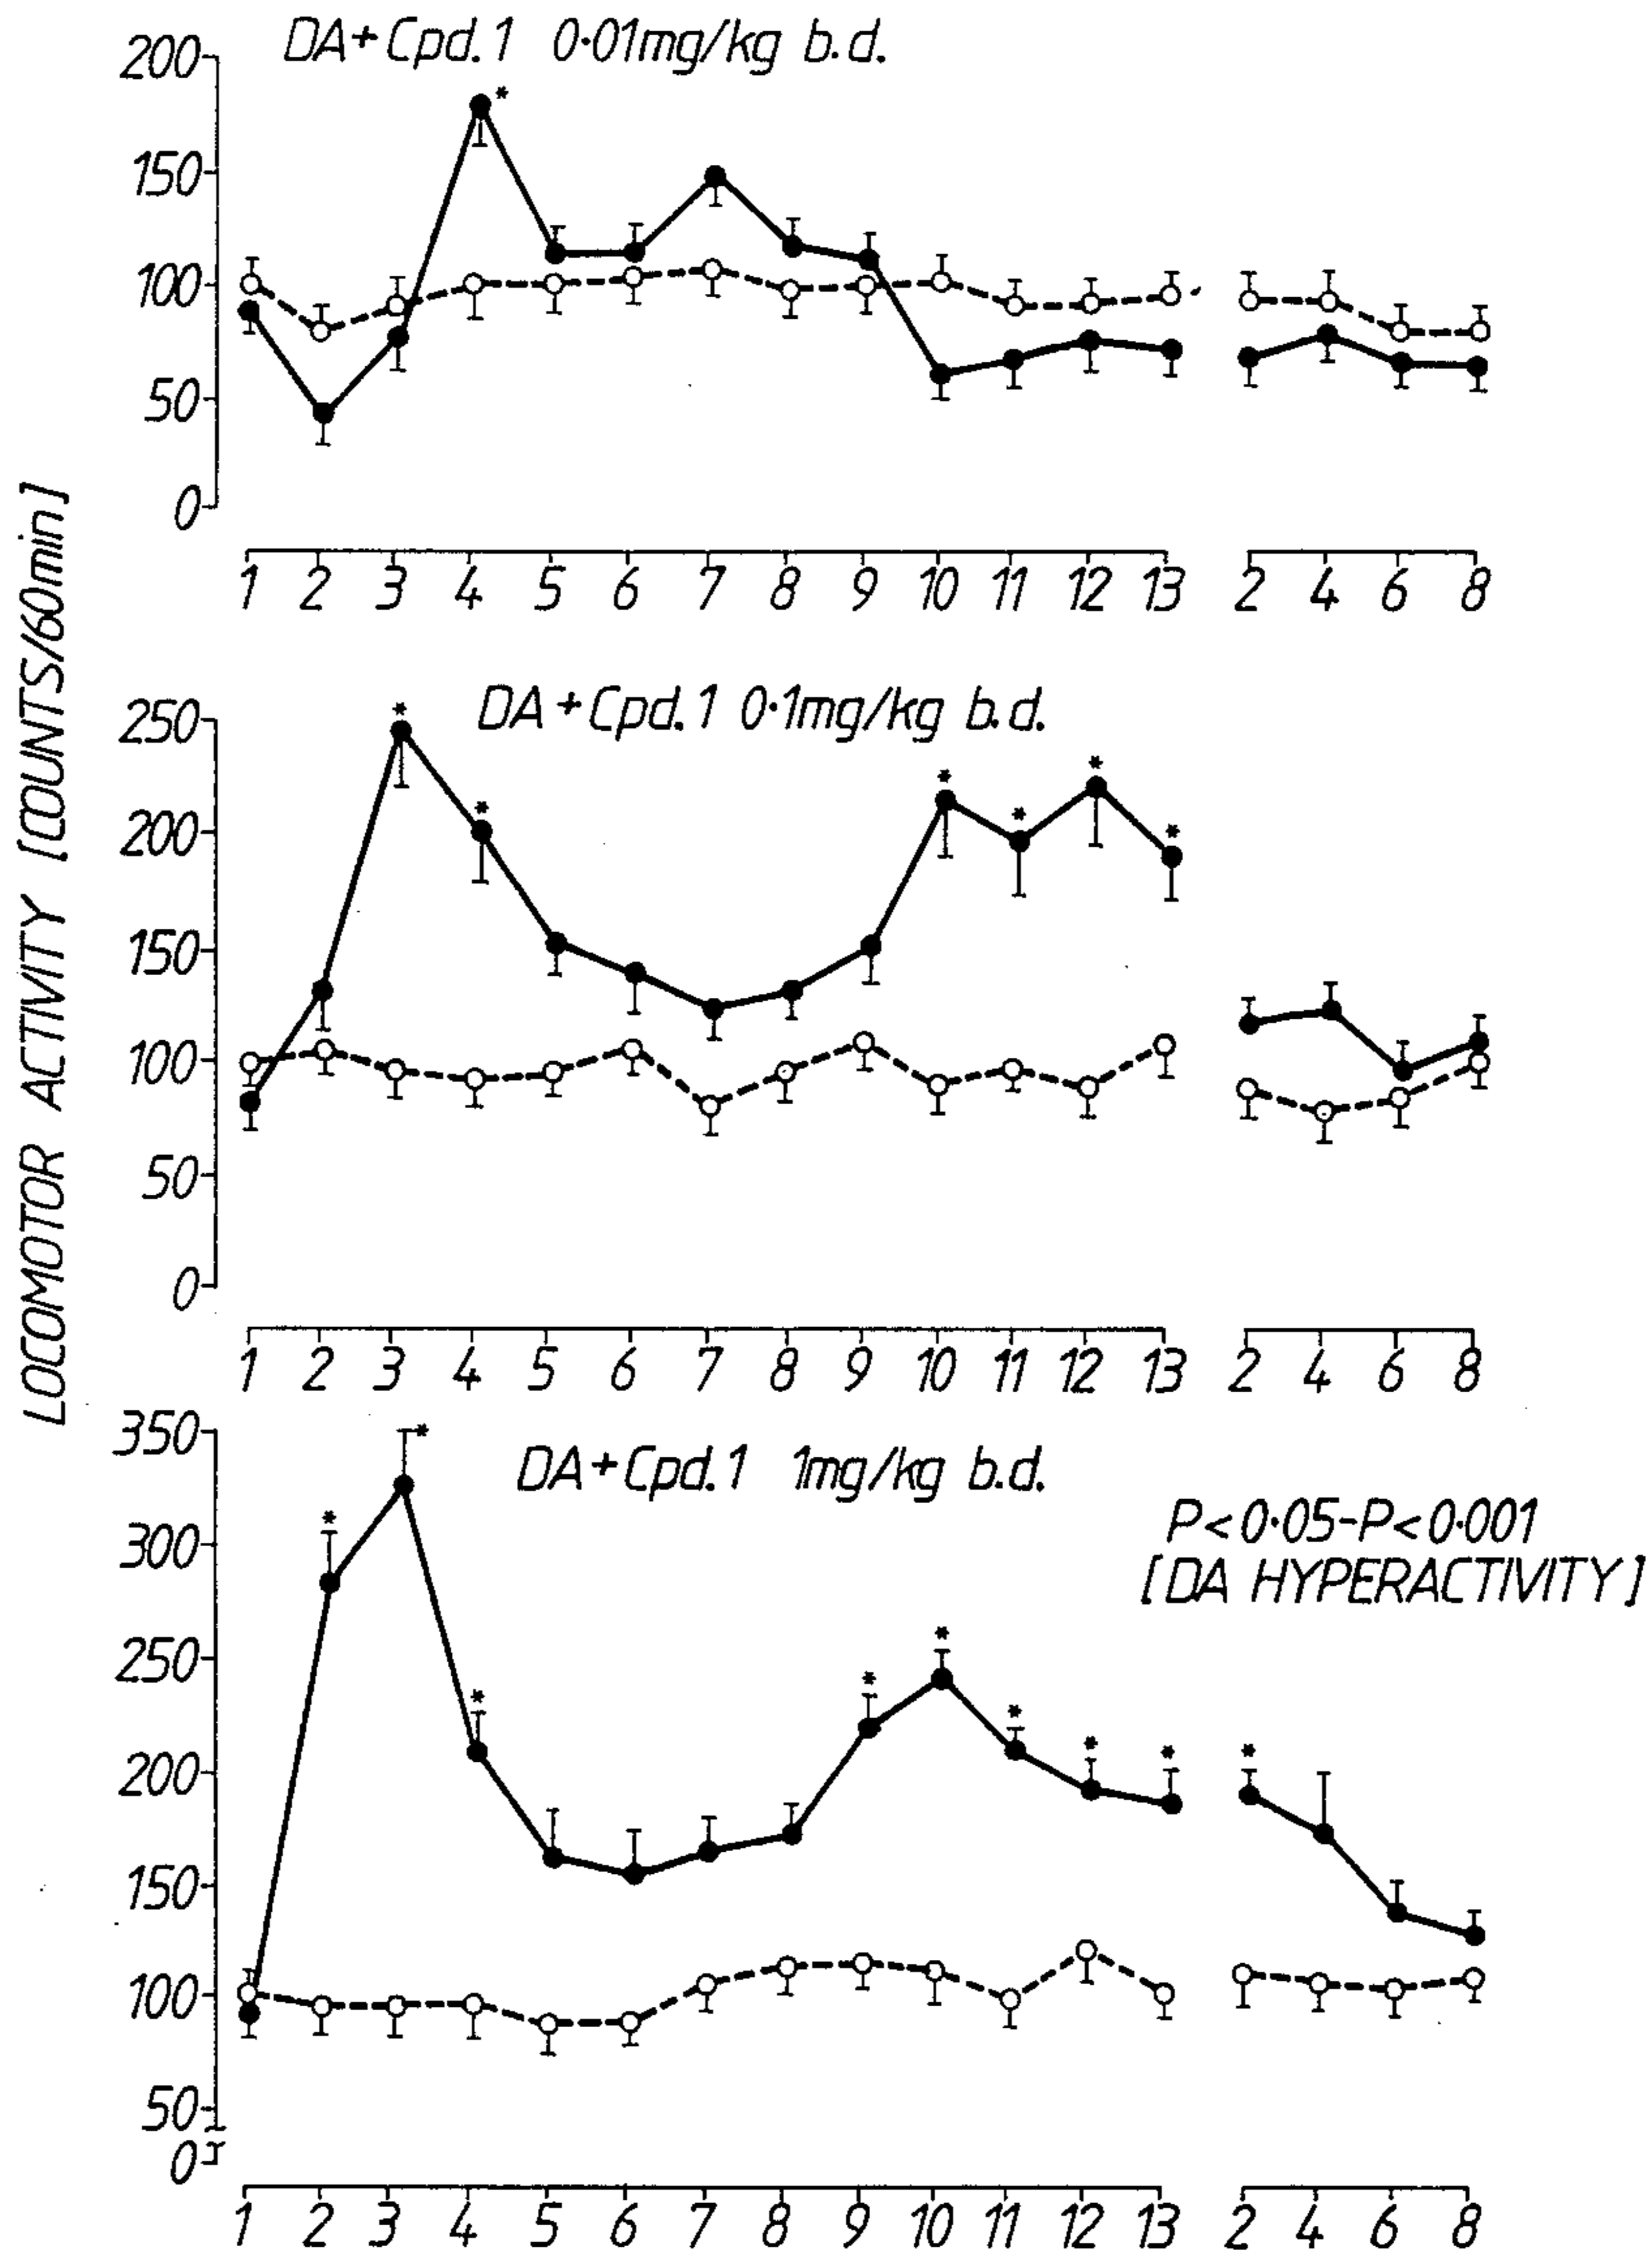 DA + Cpd. 1 0·01mg/kg b.d.
200
150
100
50
0
*
1 2 3 4 5 6 7 8 9 10 11 12 13 2 4 6 8
LOCOMOTOR ACTIVITY [COUNTS/60min]
DA + Cpd. 1 0·1mg/kg b.d.
250
200
150
100
50
0
* * * * * *
1 2 3 4 5 6 7 8 9 10 11 12 13 2 4 6 8
DA + Cpd. 1 1mg/kg b.d.
P<0·05-P<0·001
[DA HYPERACTIVITY]
350
300
250
200
150
100
50
0
* * * * * * * * *
1 2 3 4 5 6 7 8 9 10 11 12 13 2 4 6 8